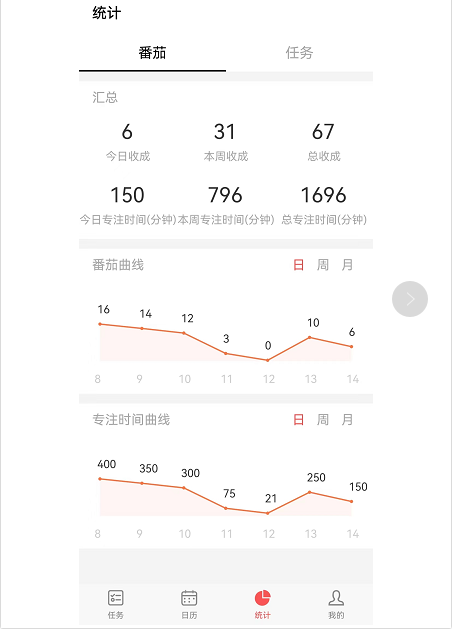 统计
番茄 任务
汇总
6 31 67
今日收成 本周收成 总收成
150 796 1696
今日专注时间(分钟) 本周专注时间(分钟) 总专注时间(分钟)
番茄曲线 日 周 月
16 14 12 3 0 10 6
8 9 10 11 12 13 14
专注时间曲线 日 周 月
400 350 300 75 21 250 150
8 9 10 11 12 13 14
任务 日历 统计 我的